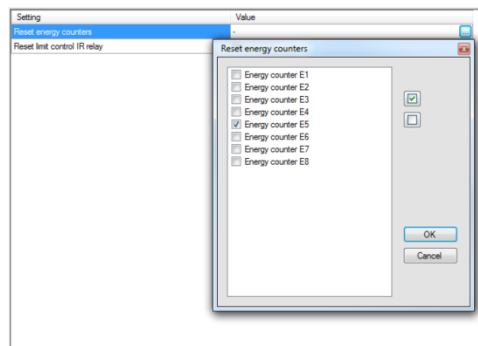 Setting Value
Reset energy counters -
Reset limit control IR relay
Reset energy counters
Energy counter E1
Energy counter E2
Energy counter E3
Energy counter E4
Energy counter E5
Energy counter E6
Energy counter E7
Energy counter E8
OK
Cancel